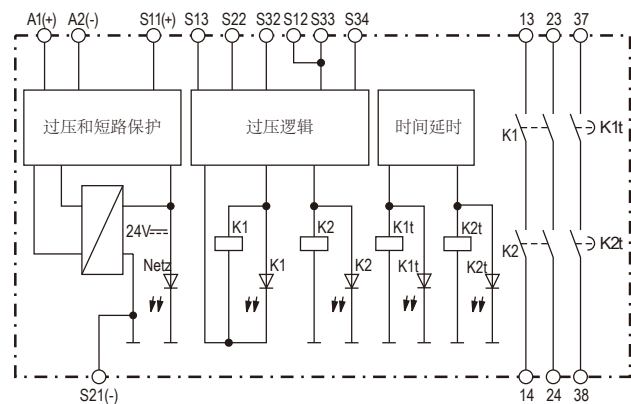 A1(+) A2(-) S11(+) S13 S22 S32 S12 S33 S34 13 23 37
过压和短路保护 过压逻辑 时间延时
K1 K1t
24V K1 K2 K1t K2t
K2 K2t
Netz K1 K2 K1t K2t
S21(-) 14 24 38